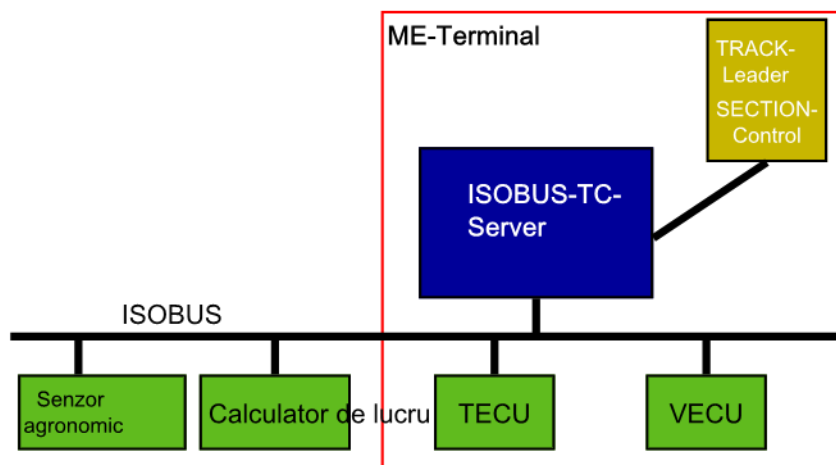 ME-Terminal
TRACK-
Leader
SECTION-
Control
ISOBUS-TC-
Server
ISOBUS
Senzor
agronomic
Calculator de lucru
TECU
VECU